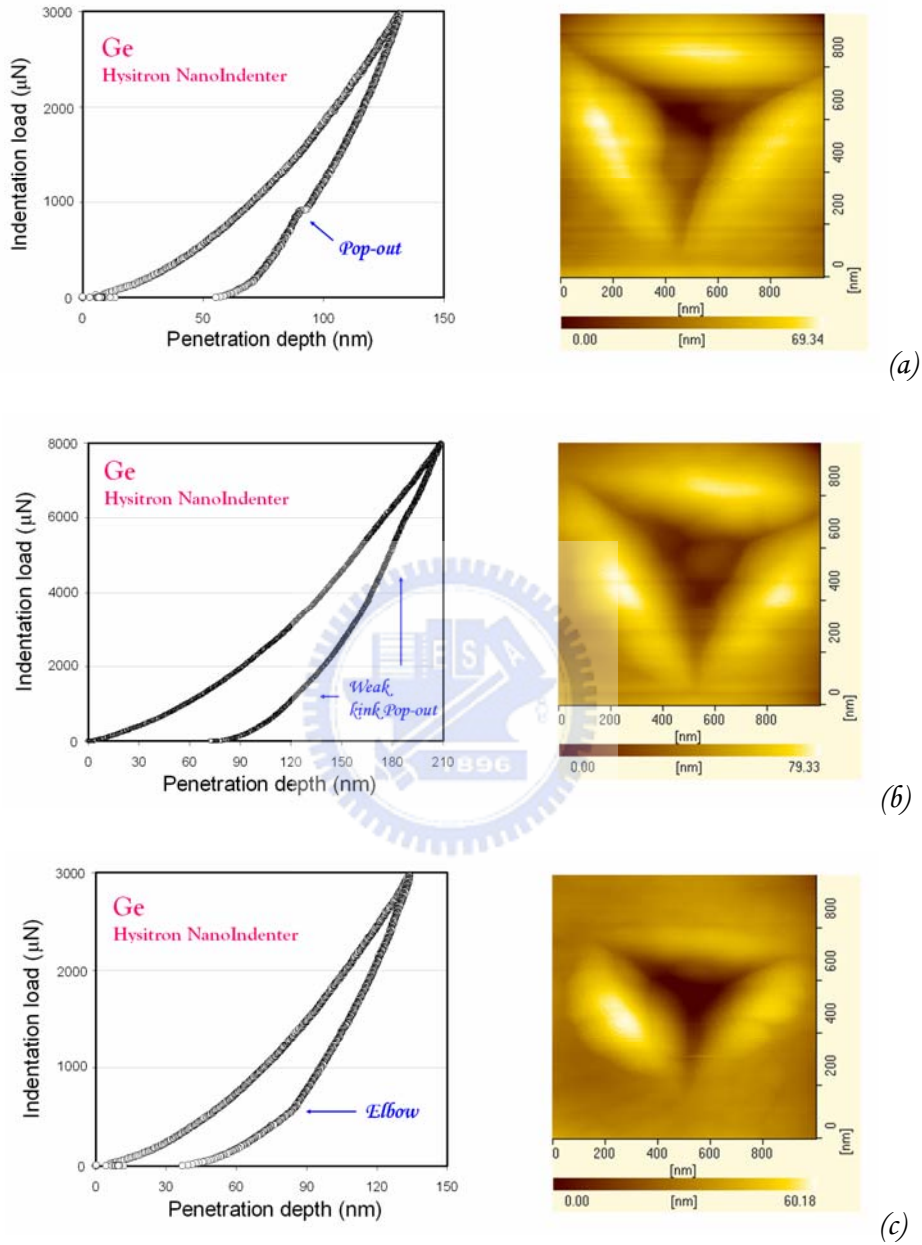 3000
Ge
Hysitron NanoIndenter
2000
1000
0
Indentation load (μN)
Pop-out
0 50 100 150
Penetration depth (nm)
800
600
400
200
0
[nm]
0 200 400 600 800
[nm]
0.00 [nm] 69.34
(a)
8000
Ge
Hysitron NanoIndenter
6000
4000
2000
0
Indentation load (μN)
Weak
kink Pop-out
E S A
1896
0 30 60 90 120 150 180 210
Penetration depth (nm)
800
600
400
200
0
[nm]
0 200 400 600 800
[nm]
0.00 [nm] 79.33
(b)
3000
Ge
Hysitron NanoIndenter
2000
1000
0
Indentation load (μN)
Elbow
0 30 60 90 120 150
Penetration depth (nm)
800
600
400
200
0
[nm]
0 200 400 600 800
[nm]
0.00 [nm] 60.18
(c)